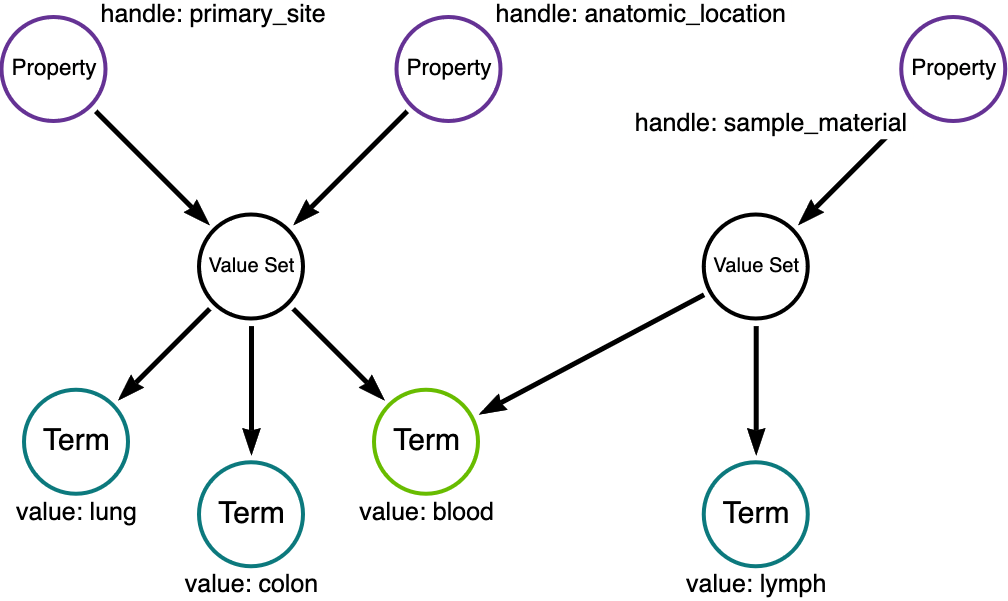 handle: primary_site
handle: anatomic_location
Property
Property
Property
handle: sample_material
Value Set
Value Set
Term
Term
value: lung
value: blood
Term
Term
value: colon
value: lymph